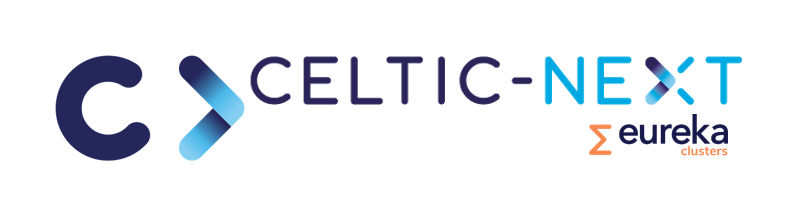 C
CELTIC-NEXT
Σ eureka
clusters